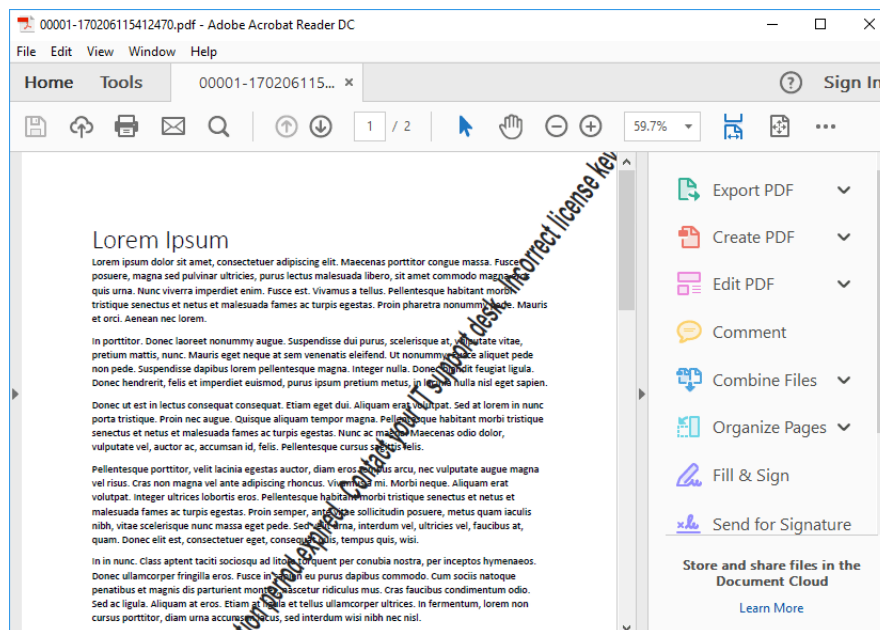 00001-170206115412470.pdf - Adobe Acrobat Reader DC
File Edit View Window Help
Home Tools 00001-170206115... × ? Sign In
1 / 2 59.7%
Lorem Ipsum
Lorem ipsum dolor sit amet, consectetuer adipiscing elit. Maecenas porttitor congue massa. Fusce
posuere, magna sed pulvinar ultricies, purus lectus malesuada libero, sit amet commodo magna eros
quis urna. Nunc viverra imperdiet enim. Fusce est. Vivamus a tellus. Pellentesque habitant morbi
tristique senectus et netus et malesuada fames ac turpis egestas. Proin pharetra nonummy pede. Mauris
et orci. Aenean nec lorem.
In porttitor. Donec laoreet nonummy augue. Suspendisse dui purus, scelerisque at, vulputate vitae,
pretium mattis, nunc. Mauris eget neque at sem venenatis eleifend. Ut nonummy. Fusce aliquet pede
non pede. Suspendisse dapibus lorem pellentesque magna. Integer nulla. Donec blandit feugiat ligula.
Donec hendrerit, felis et imperdiet euismod, purus ipsum pretium metus, in lacinia nulla nisl eget sapien.
Donec ut est in lectus consequat consequat. Etiam eget dui. Aliquam erat volutpat. Sed at lorem in nunc
porta tristique. Proin nec augue. Quisque aliquam tempor magna. Pellentesque habitant morbi tristique
senectus et netus et malesuada fames ac turpis egestas. Nunc ac magna. Maecenas odio dolor,
vulputate vel, auctor ac, accumsan id, felis. Pellentesque cursus sagittis felis.
Pellentesque porttitor, velit lacinia egestas auctor, diam eros tempus arcu, nec vulputate augue magna
vel risus. Cras non magna vel ante adipiscing rhoncus. Vivamus a mi. Morbi neque. Aliquam erat
volutpat. Integer ultrices lobortis eros. Pellentesque habitant morbi tristique senectus et netus et
malesuada fames ac turpis egestas. Proin semper, ante vitae sollicitudin posuere, metus quam iaculis
nibh, vitae scelerisque nunc massa eget pede. Sed velit urna, interdum vel, ultricies vel, faucibus at,
quam. Donec elit est, consectetuer eget, consequat quis, tempus quis, wisi.
In in nunc. Class aptent taciti sociosqu ad litora torquent per conubia nostra, per inceptos hymenaeos.
Donec ullamcorper fringilla eros. Fusce in sapien eu purus dapibus commodo. Cum sociis natoque
penatibus et magnis dis parturient montes, nascetur ridiculus mus. Cras faucibus condimentum odio.
Sed ac ligula. Aliquam at eros. Etiam at ligula et tellus ullamcorper ultrices. In fermentum, lorem non
cursus porttitor, diam urna accumsan lacus, sed interdum wisi nibh nec nisl.
period expired. Contact your IT support desk. Incorrect license key
Export PDF
Create PDF
Edit PDF
Comment
Combine Files
Organize Pages
Fill & Sign
Send for Signature
Store and share files in the
Document Cloud
Learn More